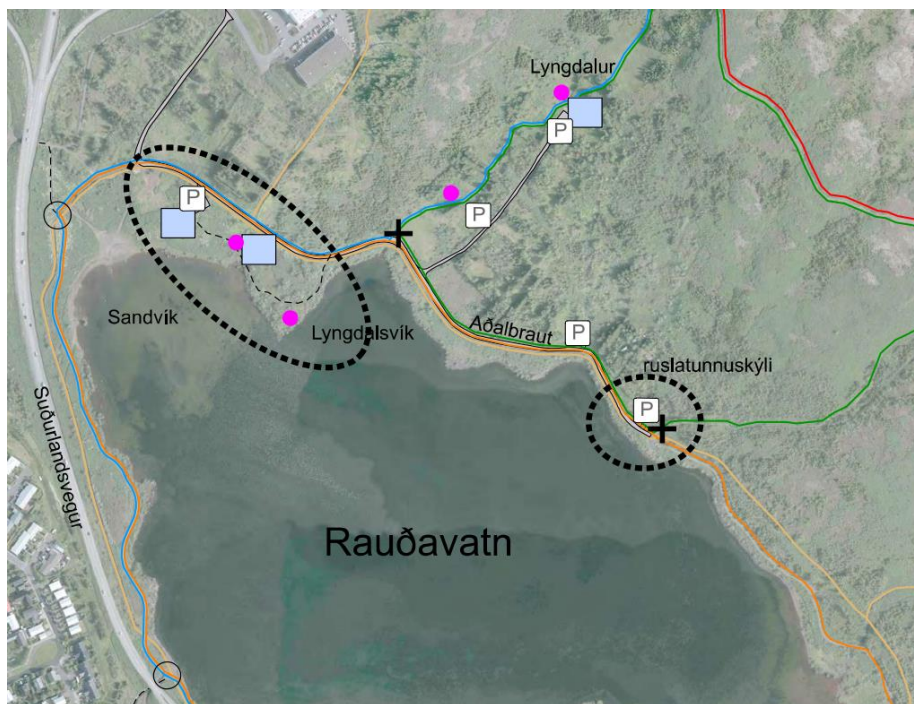 Lyngdalur
P
P
P
Sandvík
Lyngdalsvík
Aðalbraut
P
ruslatunnuskýli
P
Suðurlandsvegur
Rauðavatn